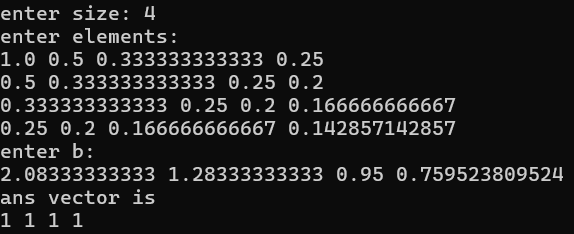 enter size: 4
enter elements:
1.0 0.5 0.333333333333 0.25
0.5 0.333333333333 0.25 0.2
0.333333333333 0.25 0.2 0.166666666667
0.25 0.2 0.166666666667 0.142857142857
enter b:
2.08333333333 1.28333333333 0.95 0.759523809524
ans vector is
1 1 1 1